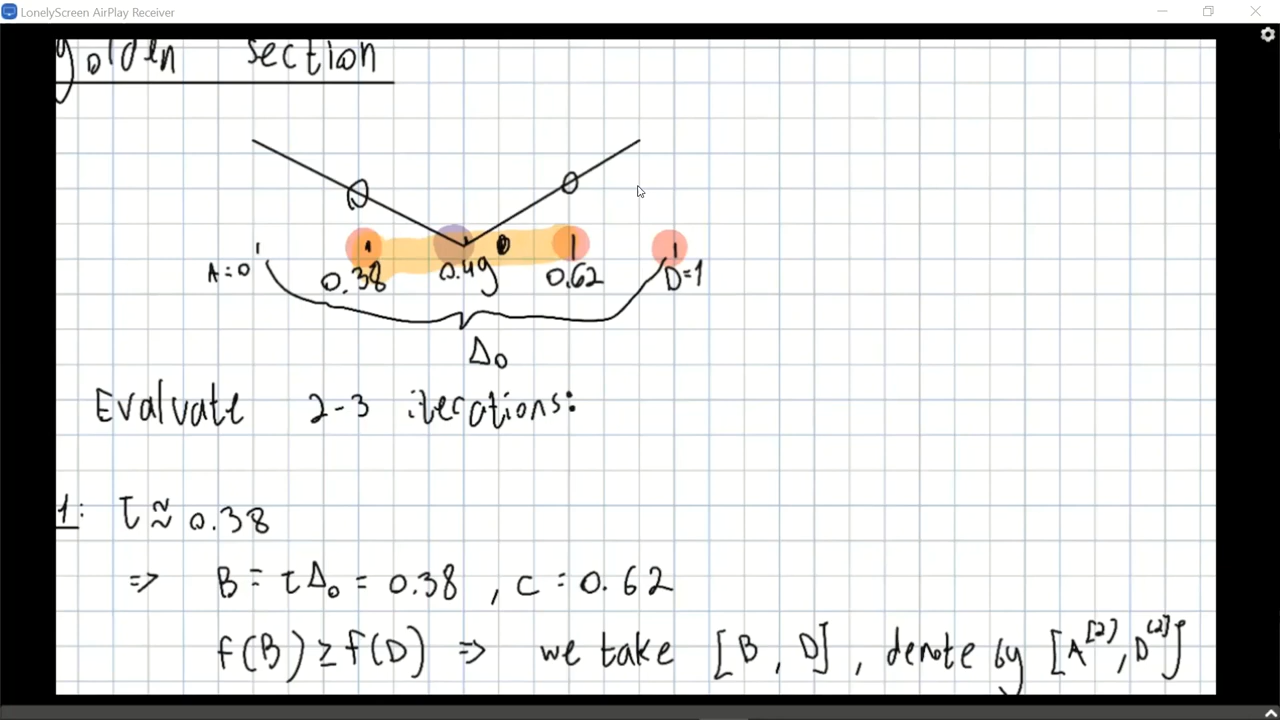 LonelyScreen AirPlay Receiver
golden section
A=0 0.38 0.49 0.62 D=1
Δ₀
Evaluate 2-3 iterations:
1: τ ≈ 0.38
=> B = τΔ₀ = 0.38 , C = 0.62
f(B) ≥ f(D) => we take [B , D] , denote by [A^[2], D^[2]]